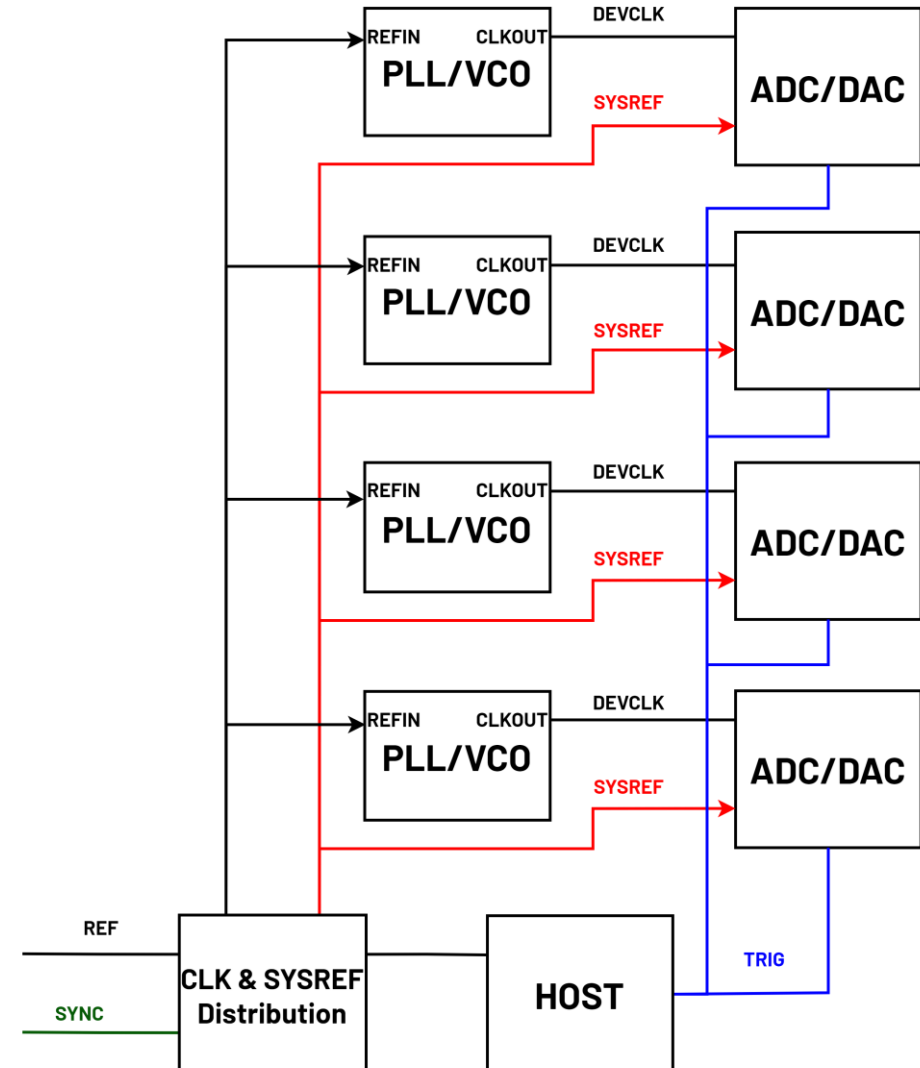 DEVCLK
REFIN CLKOUT
PLL/VCO
ADC/DAC
SYSREF
DEVCLK
REFIN CLKOUT
PLL/VCO
ADC/DAC
SYSREF
DEVCLK
REFIN CLKOUT
PLL/VCO
ADC/DAC
SYSREF
DEVCLK
REFIN CLKOUT
PLL/VCO
ADC/DAC
SYSREF
REF
SYNC
CLK & SYSREF
Distribution
HOST
TRIG